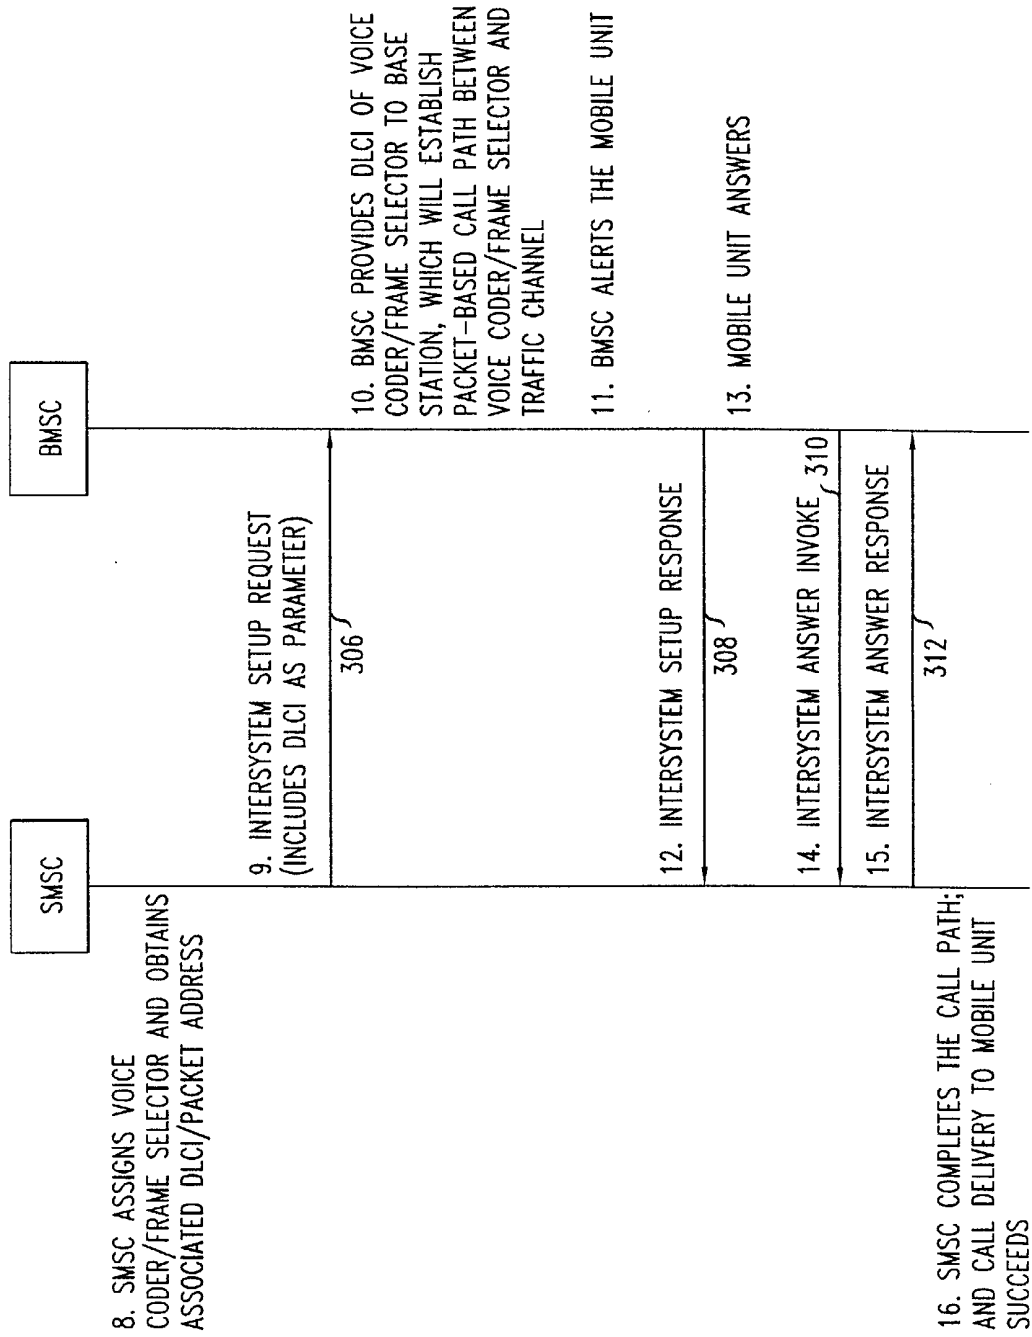 SMSC
BMSC
8. SMSC ASSIGNS VOICE
CODER/FRAME SELECTOR AND OBTAINS
ASSOCIATED DLCI/PACKET ADDRESS
9. INTERSYSTEM SETUP REQUEST
(INCLUDES DLCI AS PARAMETER)
306
10. BMSC PROVIDES DLCI OF VOICE
CODER/FRAME SELECTOR TO BASE
STATION, WHICH WILL ESTABLISH
PACKET-BASED CALL PATH BETWEEN
VOICE CODER/FRAME SELECTOR AND
TRAFFIC CHANNEL
11. BMSC ALERTS THE MOBILE UNIT
12. INTERSYSTEM SETUP RESPONSE
308
13. MOBILE UNIT ANSWERS
14. INTERSYSTEM ANSWER INVOKE 310
15. INTERSYSTEM ANSWER RESPONSE
312
16. SMSC COMPLETES THE CALL PATH;
AND CALL DELIVERY TO MOBILE UNIT
SUCCEEDS